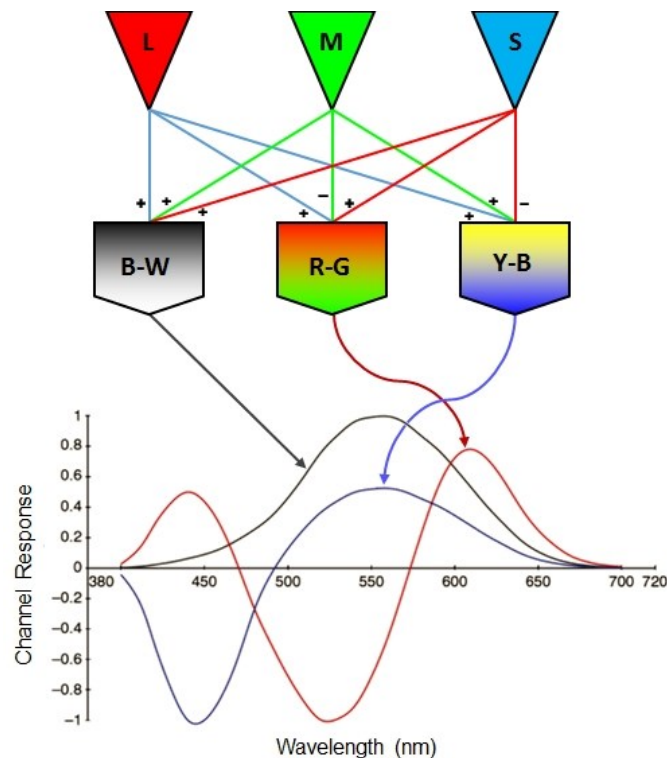 L M S
+ + + + − + + + −
B-W R-G Y-B
1
0.8
0.6
0.4
0.2
0
380 450 500 550 600 650 700 720
−0.2
−0.4
−0.6
−0.8
−1
Channel Response
Wavelength (nm)